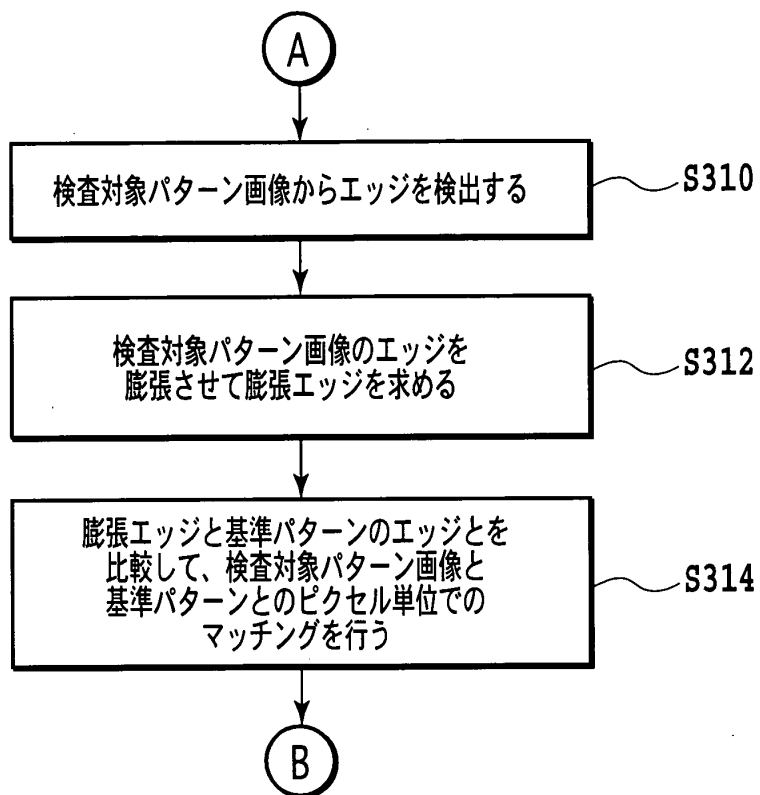 A
検査対象パターン画像からエッジを検出する
S310
検査対象パターン画像のエッジを
膨張させて膨張エッジを求める
S312
膨張エッジと基準パターンのエッジとを
比較して、検査対象パターン画像と
基準パターンとのピクセル単位での
マッチングを行う
S314
B